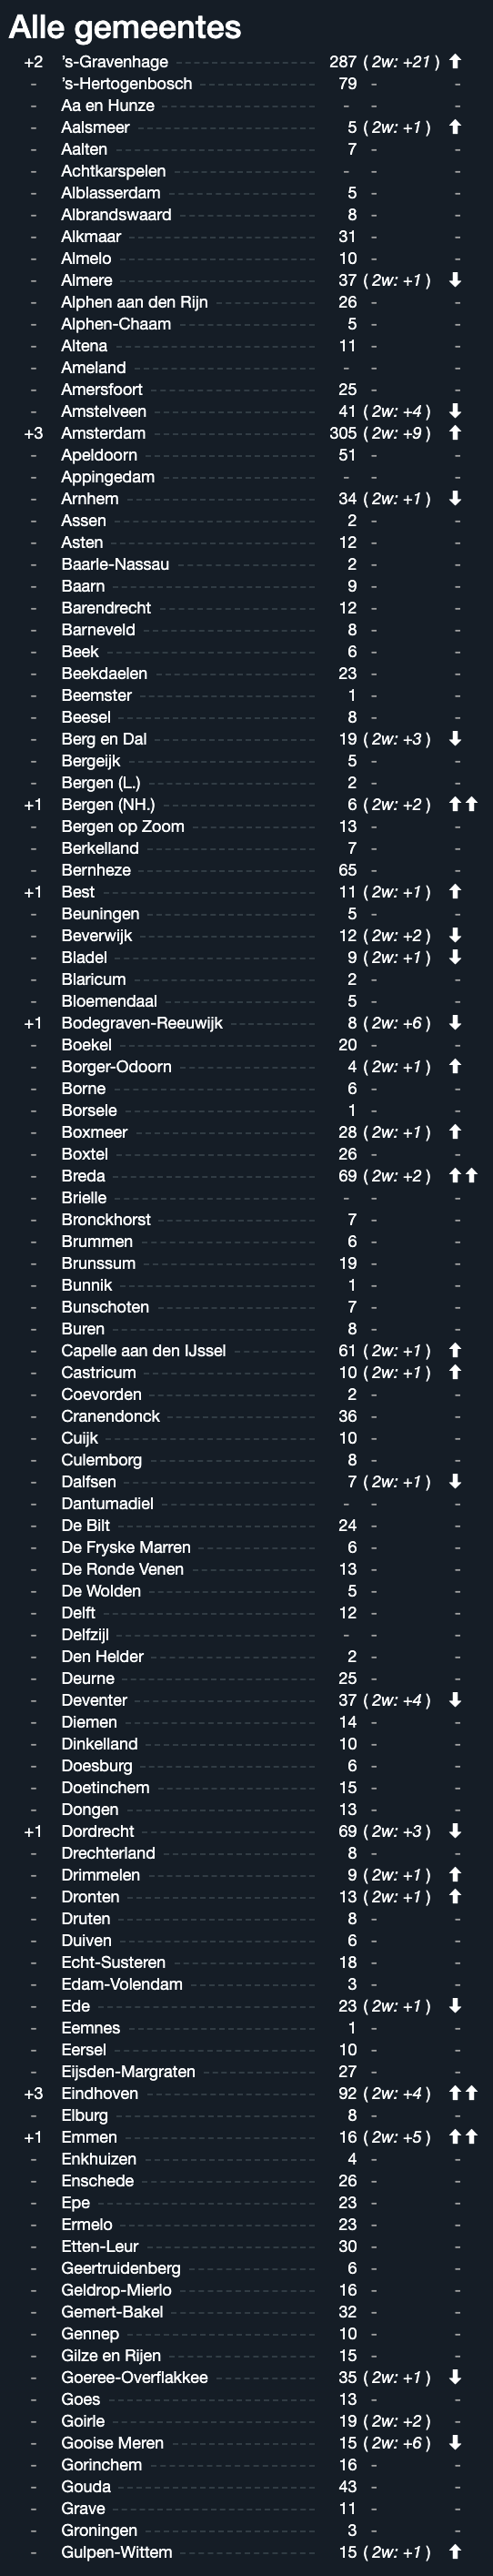 Alle gemeentes
+2 's-Gravenhage 287 ( 2w: +21 ) ⬆
- 's-Hertogenbosch 79 - -
- Aa en Hunze - - -
- Aalsmeer 5 ( 2w: +1 ) ⬆
- Aalten 7 - -
- Achtkarspelen - - -
- Alblasserdam 5 - -
- Albrandswaard 8 - -
- Alkmaar 31 - -
- Almelo 10 - -
- Almere 37 ( 2w: +1 ) ⬇
- Alphen aan den Rijn 26 - -
- Alphen-Chaam 5 - -
- Altena 11 - -
- Ameland - - -
- Amersfoort 25 - -
- Amstelveen 41 ( 2w: +4 ) ⬇
+3 Amsterdam 305 ( 2w: +9 ) ⬆
- Apeldoorn 51 - -
- Appingedam - - -
- Arnhem 34 ( 2w: +1 ) ⬇
- Assen 2 - -
- Asten 12 - -
- Baarle-Nassau 2 - -
- Baarn 9 - -
- Barendrecht 12 - -
- Barneveld 8 - -
- Beek 6 - -
- Beekdaelen 23 - -
- Beemster 1 - -
- Beesel 8 - -
- Berg en Dal 19 ( 2w: +3 ) ⬇
- Bergeijk 5 - -
- Bergen (L.) 2 - -
+1 Bergen (NH.) 6 ( 2w: +2 ) ⬆⬆
- Bergen op Zoom 13 - -
- Berkelland 7 - -
- Bernheze 65 - -
+1 Best 11 ( 2w: +1 ) ⬆
- Beuningen 5 - -
- Beverwijk 12 ( 2w: +2 ) ⬇
- Bladel 9 ( 2w: +1 ) ⬇
- Blaricum 2 - -
- Bloemendaal 5 - -
+1 Bodegraven-Reeuwijk 8 ( 2w: +6 ) ⬇
- Boekel 20 - -
- Borger-Odoorn 4 ( 2w: +1 ) ⬆
- Borne 6 - -
- Borsele 1 - -
- Boxmeer 28 ( 2w: +1 ) ⬆
- Boxtel 26 - -
- Breda 69 ( 2w: +2 ) ⬆⬆
- Brielle - - -
- Bronckhorst 7 - -
- Brummen 6 - -
- Brunssum 19 - -
- Bunnik 1 - -
- Bunschoten 7 - -
- Buren 8 - -
- Capelle aan den IJssel 61 ( 2w: +1 ) ⬆
- Castricum 10 ( 2w: +1 ) ⬆
- Coevorden 2 - -
- Cranendonck 36 - -
- Cuijk 10 - -
- Culemborg 8 - -
- Dalfsen 7 ( 2w: +1 ) ⬇
- Dantumadiel - - -
- De Bilt 24 - -
- De Fryske Marren 6 - -
- De Ronde Venen 13 - -
- De Wolden 5 - -
- Delft 12 - -
- Delfzijl - - -
- Den Helder 2 - -
- Deurne 25 - -
- Deventer 37 ( 2w: +4 ) ⬇
- Diemen 14 - -
- Dinkelland 10 - -
- Doesburg 6 - -
- Doetinchem 15 - -
- Dongen 13 - -
+1 Dordrecht 69 ( 2w: +3 ) ⬇
- Drechterland 8 - -
- Drimmelen 9 ( 2w: +1 ) ⬆
- Dronten 13 ( 2w: +1 ) ⬆
- Druten 8 - -
- Duiven 6 - -
- Echt-Susteren 18 - -
- Edam-Volendam 3 - -
- Ede 23 ( 2w: +1 ) ⬇
- Eemnes 1 - -
- Eersel 10 - -
- Eijsden-Margraten 27 - -
+3 Eindhoven 92 ( 2w: +4 ) ⬆⬆
- Elburg 8 - -
+1 Emmen 16 ( 2w: +5 ) ⬆⬆
- Enkhuizen 4 - -
- Enschede 26 - -
- Epe 23 - -
- Ermelo 23 - -
- Etten-Leur 30 - -
- Geertruidenberg 6 - -
- Geldrop-Mierlo 16 - -
- Gemert-Bakel 32 - -
- Gennep 10 - -
- Gilze en Rijen 15 - -
- Goeree-Overflakkee 35 ( 2w: +1 ) ⬇
- Goes 13 - -
- Goirle 19 ( 2w: +2 ) -
- Gooise Meren 15 ( 2w: +6 ) ⬇
- Gorinchem 16 - -
- Gouda 43 - -
- Grave 11 - -
- Groningen 3 - -
- Gulpen-Wittem 15 ( 2w: +1 ) ⬆